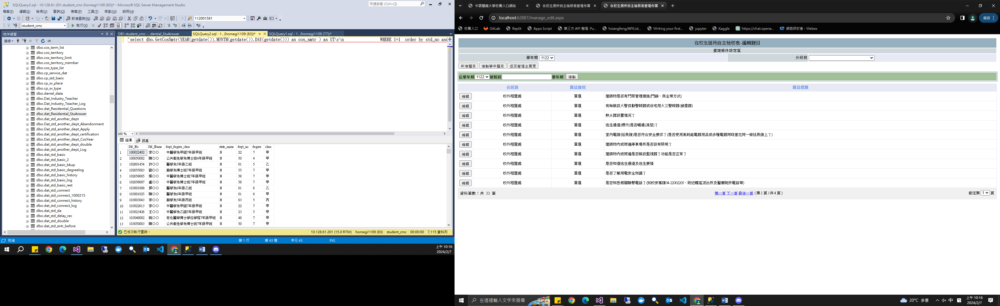 SQLQuery2.sql - 10.128.61.201.student_cmc (homegi1109 (83))* - Microsoft SQL Server Management Studio
快速啟動 (Ctrl+Q)
檔案(F) 編輯(E) 檢視(V) 查詢(Q) 專案(P) 工具(T) 視窗(W) 說明(H)
新增查詢(N) 112001581
student_cmc 執行(X)
物件總管
連線
dbo.cos_term_list
dbo.cos_territory
dbo.cos_territory_limit
dbo.cos_territory_member
dbo.cos_type_list
dbo.cp_service_dat
dbo.cp_std_basic
dbo.cp_sv_place
dbo.cp_sv_type
dbo.daniel_data
dbo.Dat_Industry_Teacher
dbo.Dat_Industry_Teacher_Log
dbo.dat_Residential_Questions
dbo.dat_Residential_StuAnswer
dbo.dat_std_another_dept
dbo.Dat_std_another_dept_Abandonment
dbo.Dat_std_another_dept_Apply
dbo.dat_std_another_dept_certification
dbo.Dat_std_another_dept_CosYear
dbo.dat_std_another_dept_double
dbo.dat_std_another_dept_Log
dbo.dat_std_basic
dbo.dat_std_basic_2
dbo.dat_std_basic_bkup
dbo.dat_std_basic_degreelog
dbo.dat_std_basic_history
dbo.dat_std_basic_log
dbo.dat_std_basic_rest
dbo.dat_std_connect
dbo.dat_std_connect_1000215
dbo.dat_std_connect_history
dbo.dat_std_connect_log
dbo.dat_std_da
dbo.dat_std_delay_rec
dbo.dat_std_double
dbo.dat_std_entr_before
DB1.student_cmc -...dential_StuAnswer SQLQuery2.sql - 1...(homegi1109 (83))* SQLQuery1.sql - 1...(homegi1109 (77))*
"select dbo.GetCosSmtr(YEAR(getdate()),MONTH(getdate()),DAY(getdate())) as cos_smtr ) as UT\r\n WHERE 1=1 order by std_no asc
100 %
結果 訊息
Std_No Std_Name dept_degree_class state_name dept_no degree class
1 100022402 李〇〇 中醫學系甲組7年級甲班 N 22 7 甲
2 100050002 陳〇〇 公共衛生學系博士班4年級甲班 N 50 4 甲
3 102001454 許〇〇 醫學系5年級乙班 N 01 5 乙
4 102055003 劉〇〇 藥學系博士班7年級甲班 N 55 7 甲
5 102058005 張〇〇 中醫學系博士班7年級甲班 N 58 7 甲
6 102058007 盧〇〇 中醫學系博士班7年級甲班 N 58 7 甲
7 103001008 郭〇〇 醫學系6年級乙班 N 01 6 乙
8 103001025 陳〇〇 醫學系6年級甲班 N 01 6 甲
9 103003043 李〇〇 藥學系5年級丙班 N 03 5 丙
10 103022013 李〇〇 中醫學系甲組7年級甲班 N 22 7 甲
11 103023426 王〇〇 中醫學系乙組5年級甲班 N 23 5 甲
12 103048002 姚〇〇 老化醫學博士學位學程7年級甲班 N 48 7 甲
13 103050003 陳〇〇 公共衛生學系博士班7年級甲班 N 50 7 甲
已成功執行查詢。 10.128.61.201 (15.0 RTM) homegi1109 (83) student_cmc 00:00:00 7,115 資料列
就緒 第 1 行 第 43 欄 字元 43 INS
上午 10:16
2024/2/7
中國醫藥大學校園入口網站 在校生居所自主檢核表管理作業 在校生居所自主檢核表管理作業
localhost:62887/manage_edit.aspx 錯誤
校園入口 GitLab Replit Apps Script 第三方 API 整理. Pu... hsiangfeng/APIList... Writing your first... jupyter Kaggle https://chat.opena... 網路研討會 - Webex
在校生居所自主檢核表-編輯題目
查詢條件設定區
學年期 1122 分段別
新增題目 複製學年題目 返回管理主頁面
從學年期 1122 複製到 學年期 複製
分段別 題目類型 題目標題
編輯 校外租屋處 單選 建築物是否有門禁管理措施(門鎖、保全等方式)
編輯 校外租屋處 單選 有無裝設火警自動警報器或住宅用火災警報器(偵煙器)
編輯 校外租屋處 單選 熱水器設置情況？
編輯 校外租屋處 單選 逃生通道(標示)是否暢通(清楚)？
編輯 校外租屋處 單選 室內電線(延長線)是否符合安全要求？(是否使用高耗能電器用品或多種電器同時差在同一條延長線上？)
編輯 校外租屋處 單選 建築物內或周邊停車場所是否設有照明？
編輯 校外租屋處 單選 建築物內或周邊是否裝設監視器？功能是否正常？
編輯 校外租屋處 單選 是否知道逃生通道及逃生要領
編輯 校外租屋處 單選 是否了解用電安全知識？
編輯 校外租屋處 單選 是否知悉相關聯繫電話？(如校安專線04-22002205、附近轄區派出所及醫療院所電話等)
資料筆數：共 33 筆 第一頁 下一頁 最後一頁 (第1頁/共4頁) 前往第 1 頁
在這裡輸入文字來搜尋 20°C 多雲 中 上午 10:16
2024/2/7